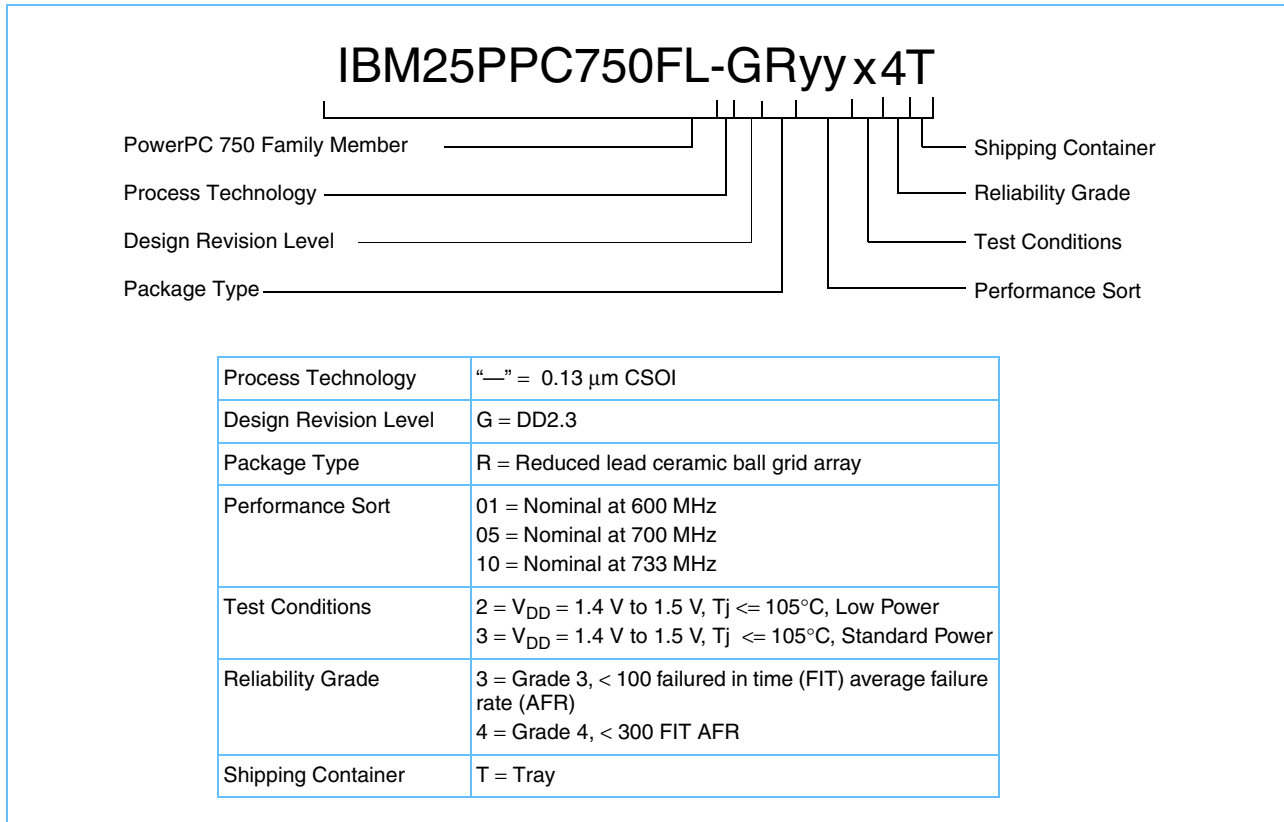 IBM25PPC750FL-GRyyx4T
PowerPC 750 Family Member
Process Technology
Design Revision Level
Package Type
Shipping Container
Reliability Grade
Test Conditions
Performance Sort
Process Technology “—” = 0.13 μm CSOI
Design Revision Level G = DD2.3
Package Type R = Reduced lead ceramic ball grid array
Performance Sort 01 = Nominal at 600 MHz
05 = Nominal at 700 MHz
10 = Nominal at 733 MHz
Test Conditions 2 = VDD = 1.4 V to 1.5 V, Tj <= 105°C, Low Power
3 = VDD = 1.4 V to 1.5 V, Tj <= 105°C, Standard Power
Reliability Grade 3 = Grade 3, < 100 failured in time (FIT) average failure
rate (AFR)
4 = Grade 4, < 300 FIT AFR
Shipping Container T = Tray